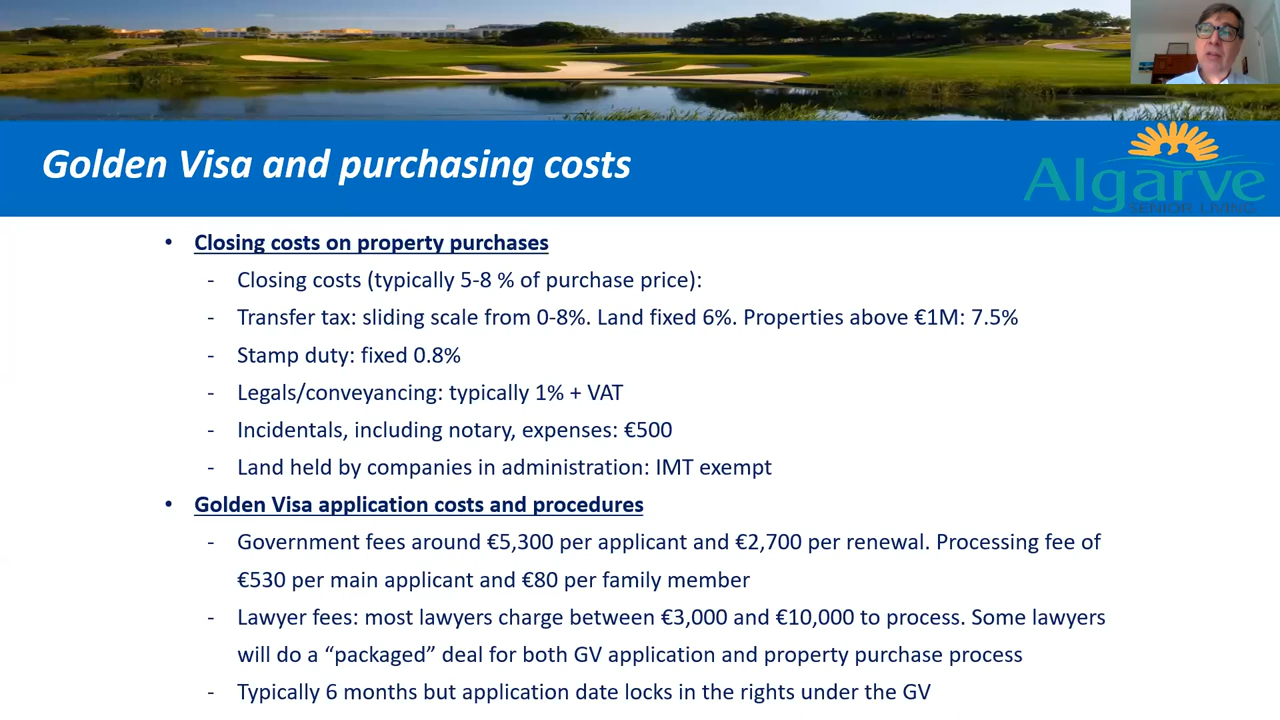 Golden Visa and purchasing costs
Algarve
SENIOR LIVING
• Closing costs on property purchases
- Closing costs (typically 5-8 % of purchase price):
- Transfer tax: sliding scale from 0-8%. Land fixed 6%. Properties above €1M: 7.5%
- Stamp duty: fixed 0.8%
- Legals/conveyancing: typically 1% + VAT
- Incidentals, including notary, expenses: €500
- Land held by companies in administration: IMT exempt
• Golden Visa application costs and procedures
- Government fees around €5,300 per applicant and €2,700 per renewal. Processing fee of
€530 per main applicant and €80 per family member
- Lawyer fees: most lawyers charge between €3,000 and €10,000 to process. Some lawyers
will do a “packaged” deal for both GV application and property purchase process
- Typically 6 months but application date locks in the rights under the GV